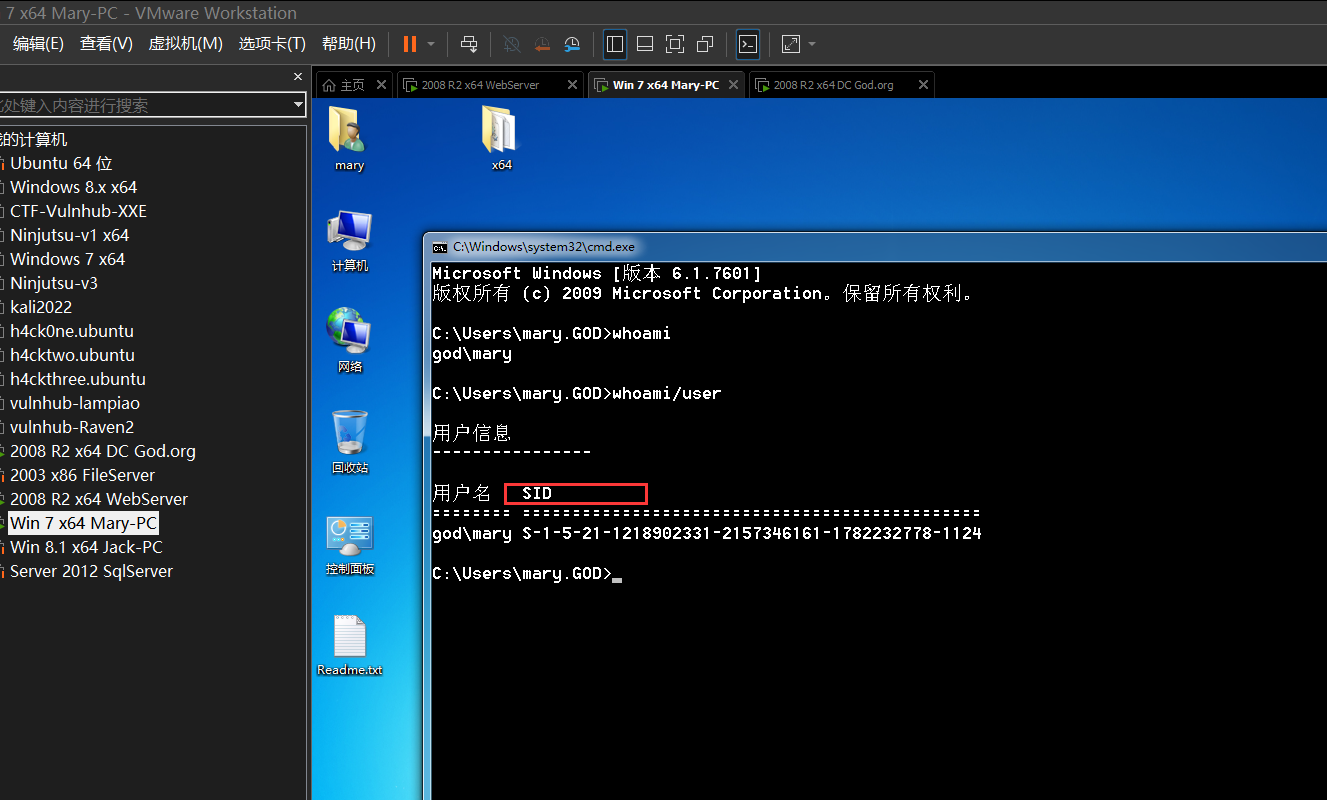 7 x64 Mary-PC - VMware Workstation
编辑(E) 查看(V) 虚拟机(M) 选项卡(T) 帮助(H)
主页
2008 R2 x64 WebServer
Win 7 x64 Mary-PC
2008 R2 x64 DC God.org
处键入内容进行搜索
的计算机
Ubuntu 64 位
Windows 8.x x64
CTF-Vulnhub-XXE
Ninjutsu-v1 x64
Windows 7 x64
Ninjutsu-v3
kali2022
h4ck0ne.ubuntu
h4cktwo.ubuntu
h4ckthree.ubuntu
vulnhub-lampiao
vulnhub-Raven2
2008 R2 x64 DC God.org
2003 x86 FileServer
2008 R2 x64 WebServer
Win 7 x64 Mary-PC
Win 8.1 x64 Jack-PC
Server 2012 SqlServer
mary
x64
计算机
网络
回收站
控制面板
Readme.txt
C:\Windows\system32\cmd.exe
Microsoft Windows [版本 6.1.7601]
版权所有 (c) 2009 Microsoft Corporation。保留所有权利。
C:\Users\mary.GOD>whoami
god\mary
C:\Users\mary.GOD>whoami/user
用户信息
----------------
用户名 SID
======== ==============================================
god\mary S-1-5-21-1218902331-2157346161-1782232778-1124
C:\Users\mary.GOD>